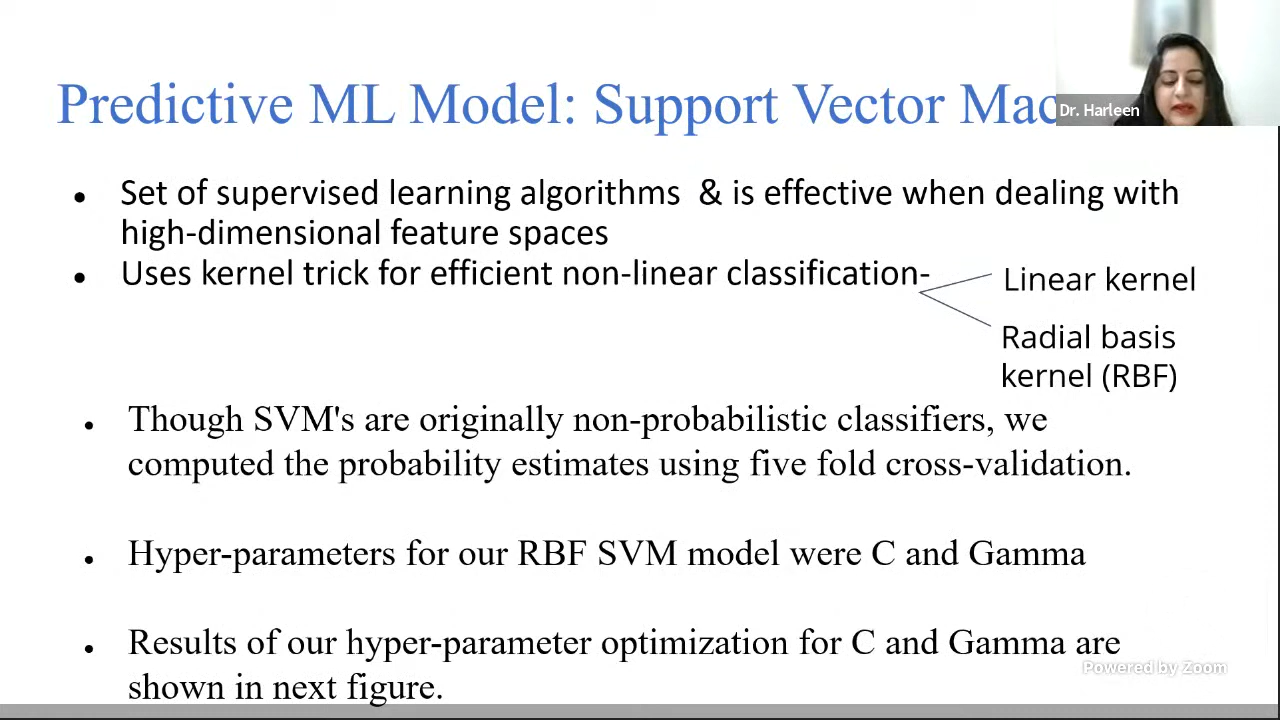 Predictive ML Model: Support Vector Mac
Dr. Harleen
• Set of supervised learning algorithms & is effective when dealing with
high-dimensional feature spaces
• Uses kernel trick for efficient non-linear classification-
Linear kernel
Radial basis
kernel (RBF)
• Though SVM's are originally non-probabilistic classifiers, we
computed the probability estimates using five fold cross-validation.
• Hyper-parameters for our RBF SVM model were C and Gamma
• Results of our hyper-parameter optimization for C and Gamma are
shown in next figure.
Powered by Zoom